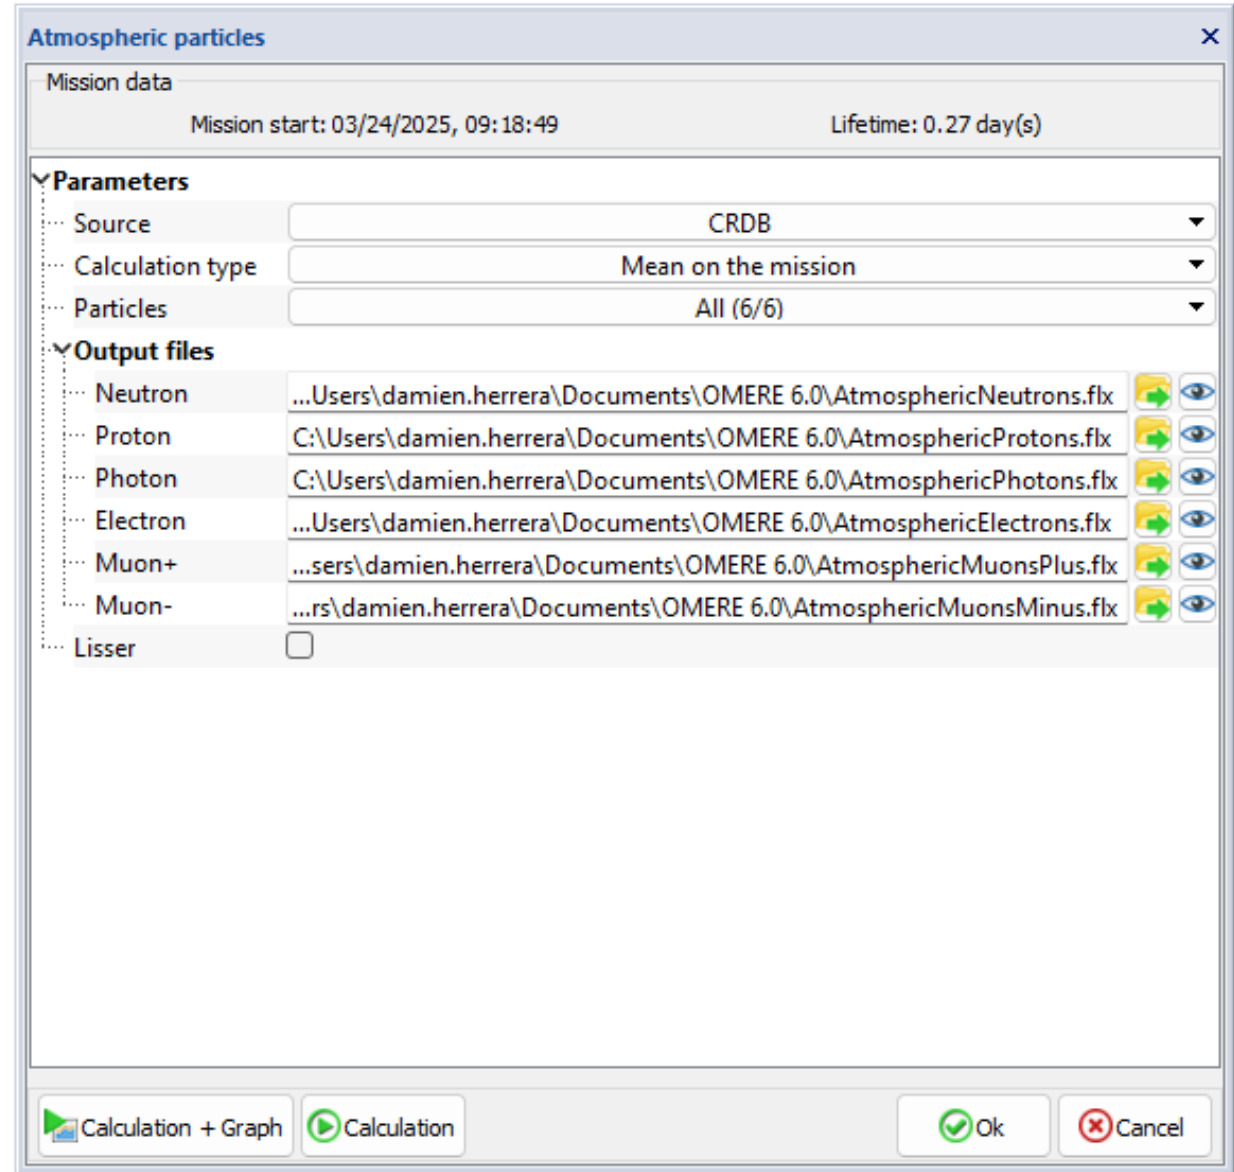 Atmospheric particles
Mission data
Mission start: 03/24/2025, 09:18:49 Lifetime: 0.27 day(s)
Parameters
Source CRDB
Calculation type Mean on the mission
Particles All (6/6)
Output files
Neutron ...Users\damien.herrera\Documents\OMERE 6.0\AtmosphericNeutrons.flx
Proton C:\Users\damien.herrera\Documents\OMERE 6.0\AtmosphericProtons.flx
Photon C:\Users\damien.herrera\Documents\OMERE 6.0\AtmosphericPhotons.flx
Electron ...Users\damien.herrera\Documents\OMERE 6.0\AtmosphericElectrons.flx
Muon+ ...sers\damien.herrera\Documents\OMERE 6.0\AtmosphericMuonsPlus.flx
Muon- ...rs\damien.herrera\Documents\OMERE 6.0\AtmosphericMuonsMinus.flx
Lisser
Calculation + Graph Calculation Ok Cancel